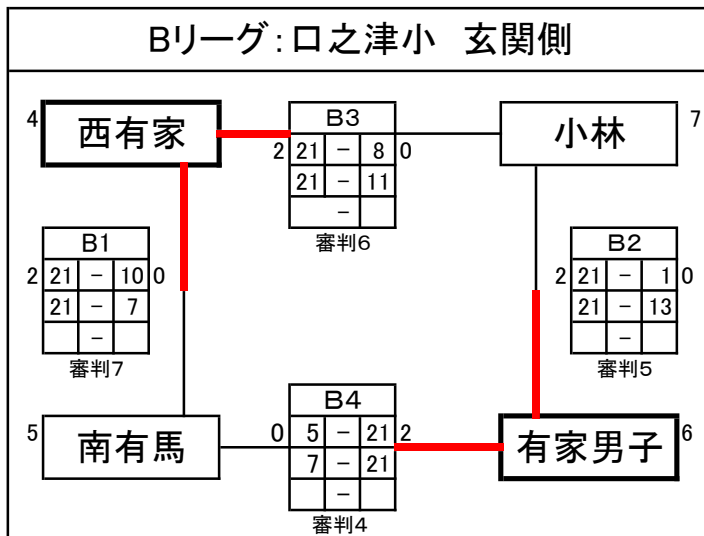 Bリーグ:口之津小 玄関側
4 西有家
B3
2 21 - 8 0
21 - 11
-
審判6
小林 7
B1
2 21 - 10 0
21 - 7
-
審判7
B2
2 21 - 1 0
21 - 13
-
審判5
5 南有馬
B4
0 5 - 21 2
7 - 21
-
審判4
有家男子 6